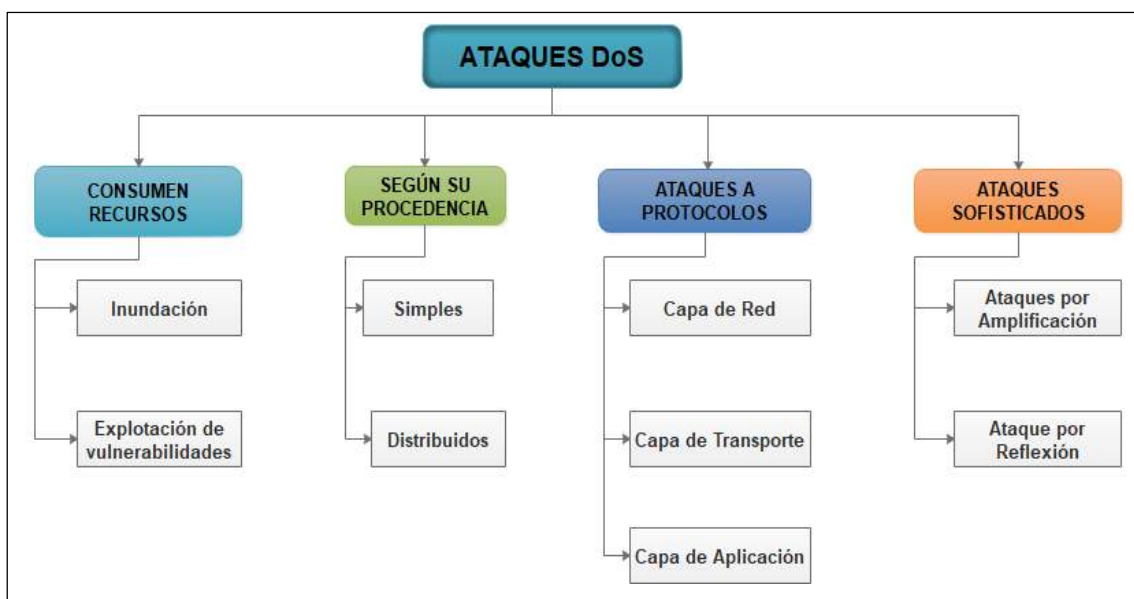 ATAQUES DoS
CONSUMEN
RECURSOS
Inundación
Explotación de
vulnerabilidades
SEGÚN SU
PROCEDENCIA
Simples
Distribuidos
ATAQUES A
PROTOCOLOS
Capa de Red
Capa de Transporte
Capa de Aplicación
ATAQUES
SOFISTICADOS
Ataques por
Amplificación
Ataque por
Reflexión